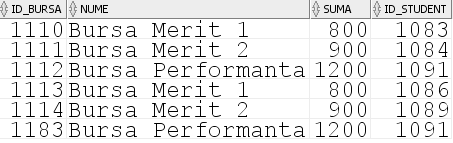 ID_BURSA NUME SUMA ID_STUDENT
1110 Bursa Merit 1 800 1083
1111 Bursa Merit 2 900 1084
1112 Bursa Performanta 1200 1091
1113 Bursa Merit 1 800 1086
1114 Bursa Merit 2 900 1089
1183 Bursa Performanta 1200 1091